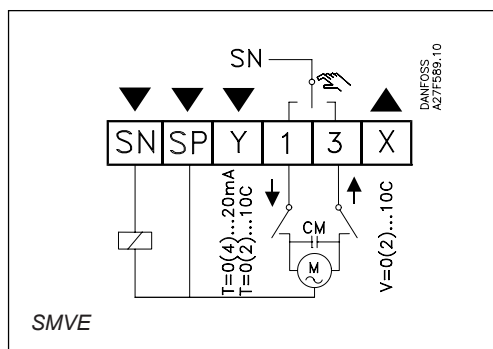 SN
DANFOSS
A27F589.10
SN SP Y 1 3 X
T=0(4)...20mA
T=0(2)...10C
CM
M
V=0(2)...10C
SMVE